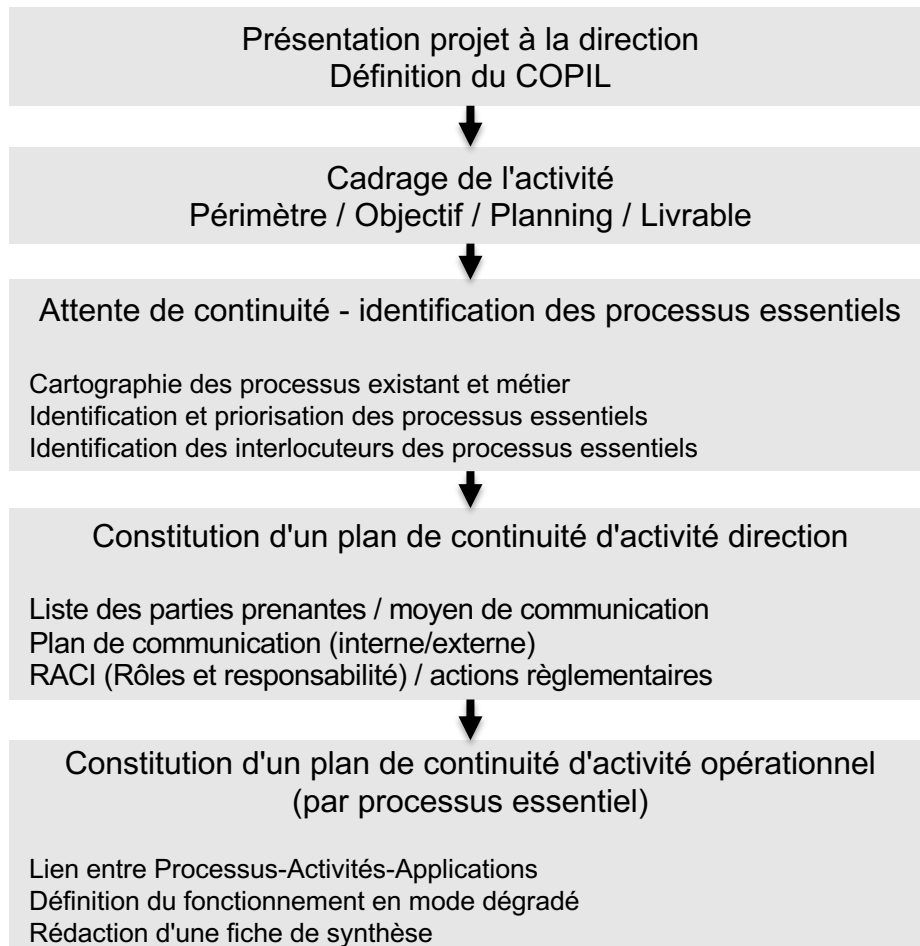 Présentation projet à la direction
Définition du COPIL
Cadrage de l'activité
Périmètre / Objectif / Planning / Livrable
Attente de continuité - identification des processus essentiels
Cartographie des processus existant et métier
Identification et priorisation des processus essentiels
Identification des interlocuteurs des processus essentiels
Constitution d'un plan de continuité d'activité direction
Liste des parties prenantes / moyen de communication
Plan de communication (interne/externe)
RACI (Rôles et responsabilité) / actions règlementaires
Constitution d'un plan de continuité d'activité opérationnel
(par processus essentiel)
Lien entre Processus-Activités-Applications
Définition du fonctionnement en mode dégradé
Rédaction d'une fiche de synthèse